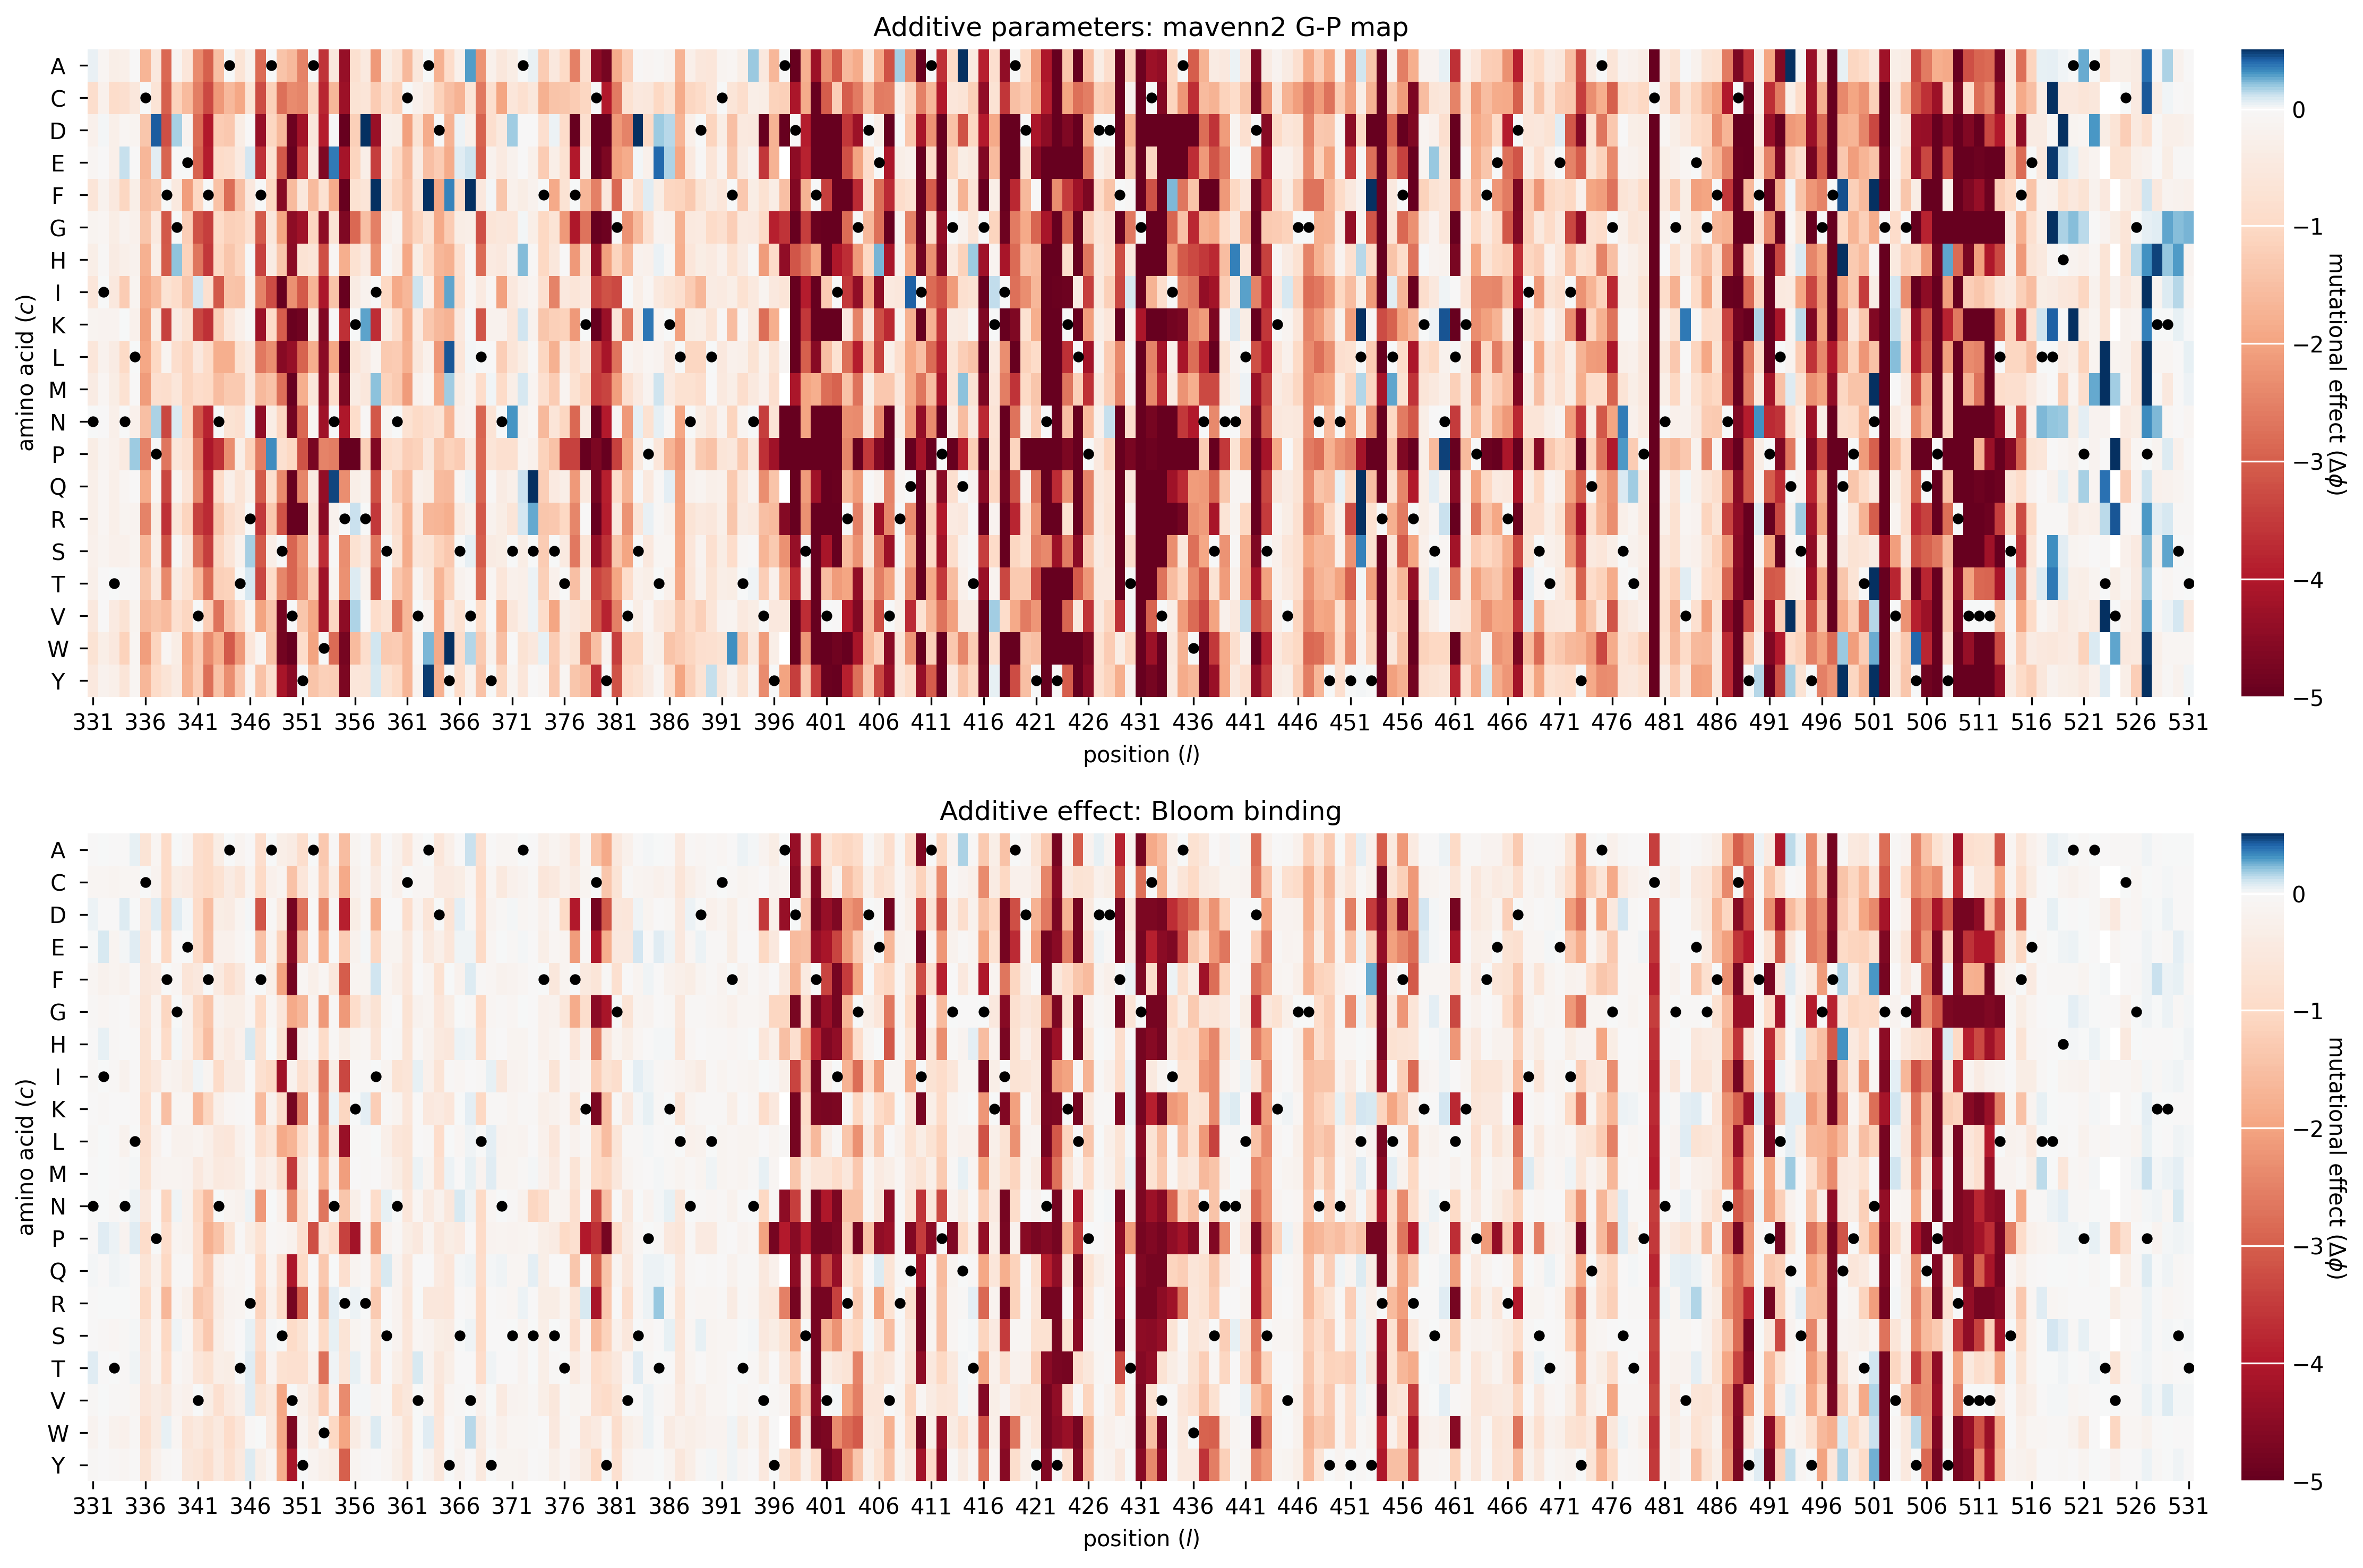 Additive parameters: mavenn2 G-P map
amino acid (c)
A
C
D
E
F
G
H
I
K
L
M
N
P
Q
R
S
T
V
W
Y
331 336 341 346 351 356 361 366 371 376 381 386 391 396 401 406 411 416 421 426 431 436 441 446 451 456 461 466 471 476 481 486 491 496 501 506 511 516 521 526 531
position (l)
0
−1
−2
−3
−4
−5
mutational effect (Δϕ)
Additive effect: Bloom binding
amino acid (c)
A
C
D
E
F
G
H
I
K
L
M
N
P
Q
R
S
T
V
W
Y
331 336 341 346 351 356 361 366 371 376 381 386 391 396 401 406 411 416 421 426 431 436 441 446 451 456 461 466 471 476 481 486 491 496 501 506 511 516 521 526 531
position (l)
0
−1
−2
−3
−4
−5
mutational effect (Δϕ)